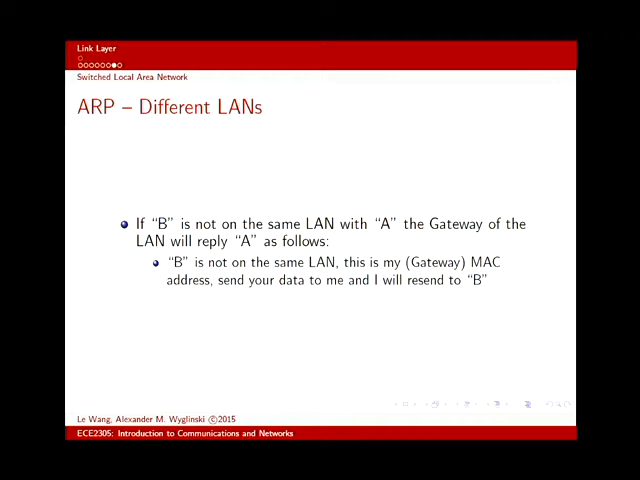 Link Layer
Switched Local Area Network
ARP – Different LANs
If “B” is not on the same LAN with “A” the Gateway of the
LAN will reply “A” as follows:
“B” is not on the same LAN, this is my (Gateway) MAC
address, send your data to me and I will resend to “B”
Le Wang, Alexander M. Wyglinski ©2015
ECE2305: Introduction to Communications and Networks